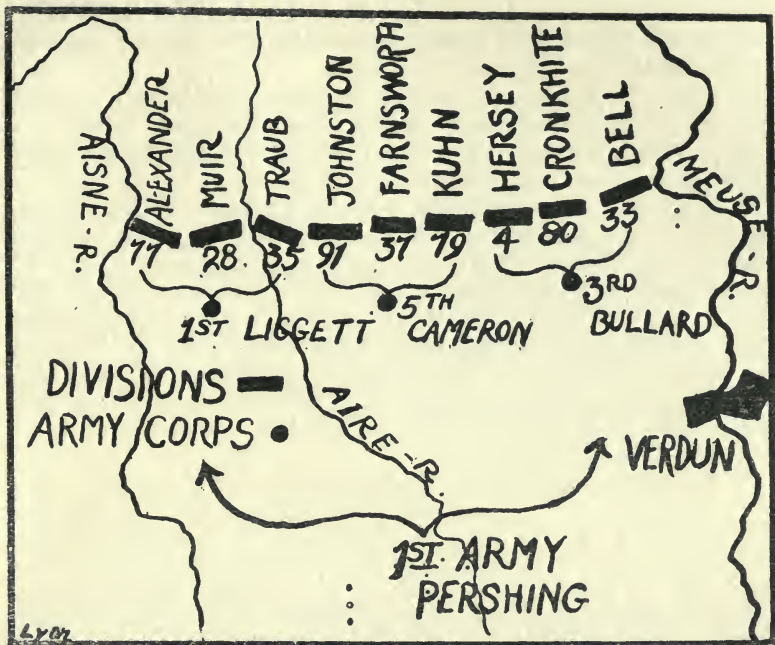 AISNE-R.
ALEXANDER
MUIR
TRAUB
JOHNSTON
FARNSWORTH
KUHN
HERSEY
CRONKHITE
BELL
MEUSE-R.
77 28 35 91 37 79 4 80 33
1ST LIGGETT
5TH CAMERON
3RD BULLARD
DIVISIONS
ARMY CORPS
AIRE-R.
VERDUN
1ST ARMY
PERSHING
Lyon